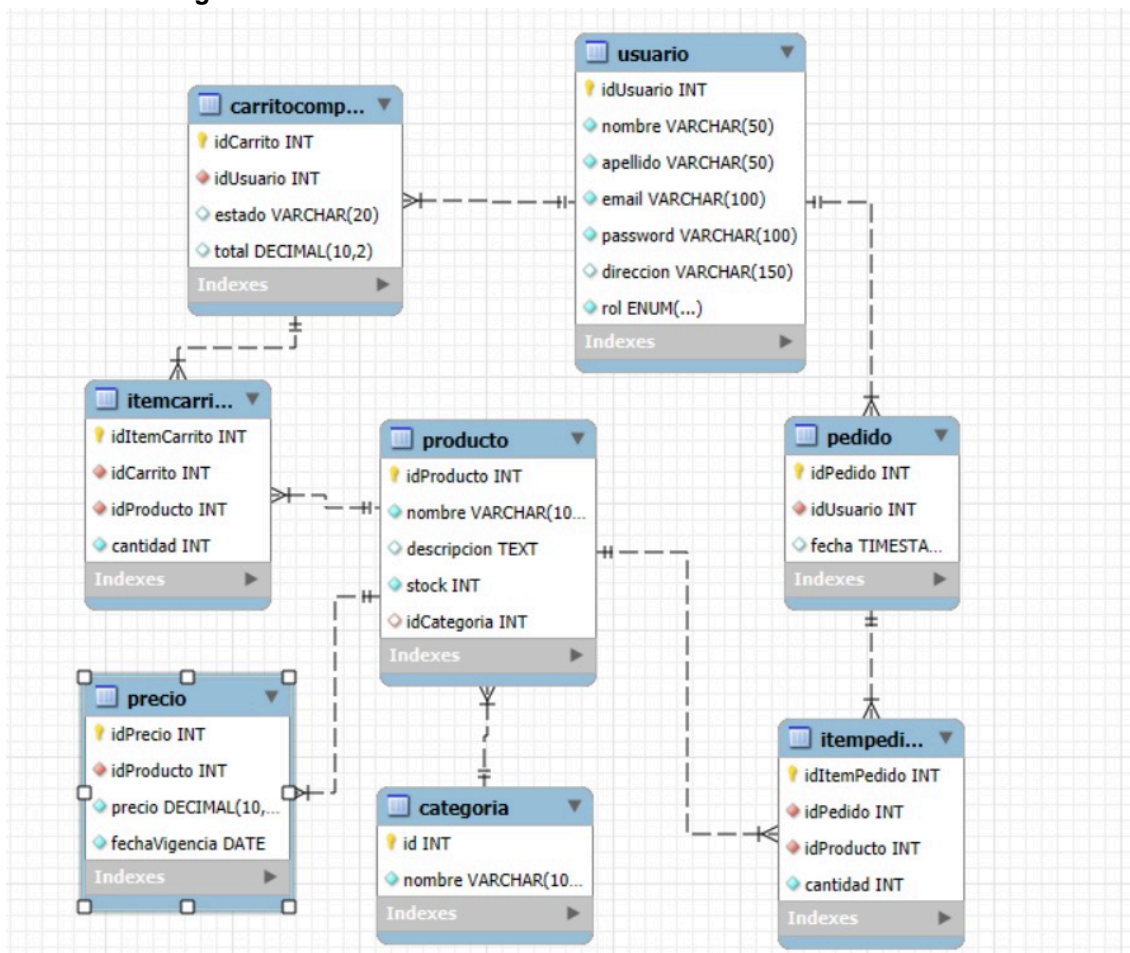 usuario
idUsuario INT
nombre VARCHAR(50)
apellido VARCHAR(50)
email VARCHAR(100)
password VARCHAR(100)
direccion VARCHAR(150)
rol ENUM(...)
Indexes
carritocomp...
idCarrito INT
idUsuario INT
estado VARCHAR(20)
total DECIMAL(10,2)
Indexes
itemcarri...
idItemCarrito INT
idCarrito INT
idProducto INT
cantidad INT
Indexes
producto
idProducto INT
nombre VARCHAR(10...
descripcion TEXT
stock INT
idCategoria INT
Indexes
pedido
idPedido INT
idUsuario INT
fecha TIMESTA...
Indexes
precio
idPrecio INT
idProducto INT
precio DECIMAL(10,...
fechaVigencia DATE
Indexes
categoria
id INT
nombre VARCHAR(10...
Indexes
itempedi...
idItemPedido INT
idPedido INT
idProducto INT
cantidad INT
Indexes